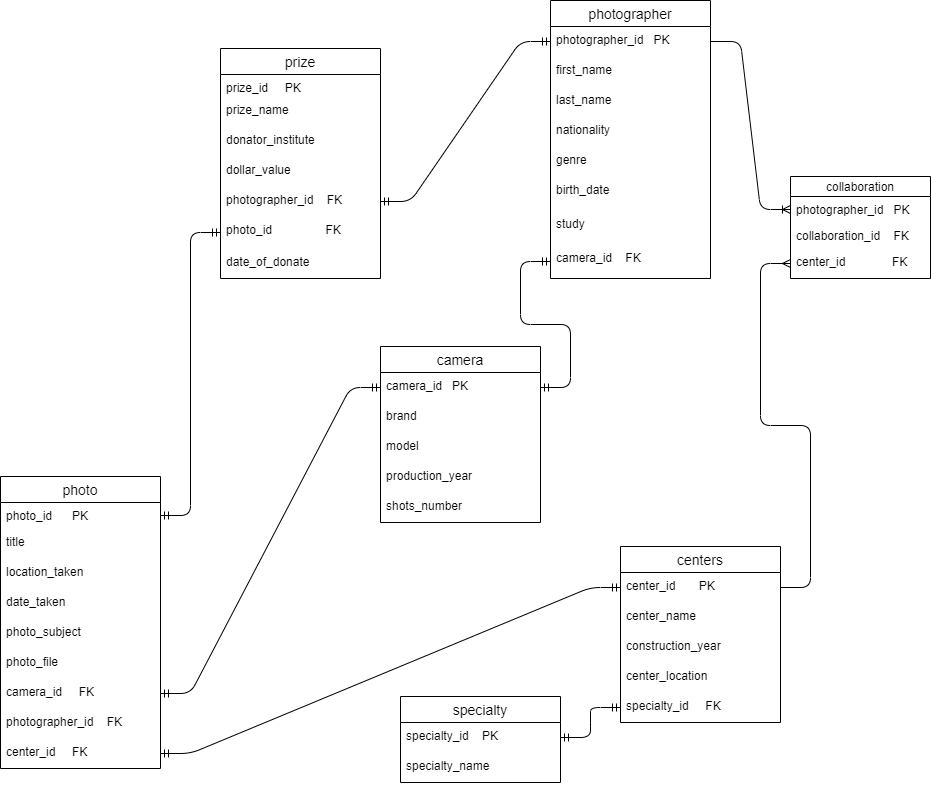 photographer
photographer_id PK
first_name
last_name
nationality
genre
birth_date
study
camera_id FK
prize
prize_id PK
prize_name
donator_institute
dollar_value
photographer_id FK
photo_id FK
date_of_donate
collaboration
photographer_id PK
collaboration_id FK
center_id FK
camera
camera_id PK
brand
model
production_year
shots_number
photo
photo_id PK
title
location_taken
date_taken
photo_subject
photo_file
camera_id FK
photographer_id FK
center_id FK
centers
center_id PK
center_name
construction_year
center_location
specialty_id FK
specialty
specialty_id PK
specialty_name